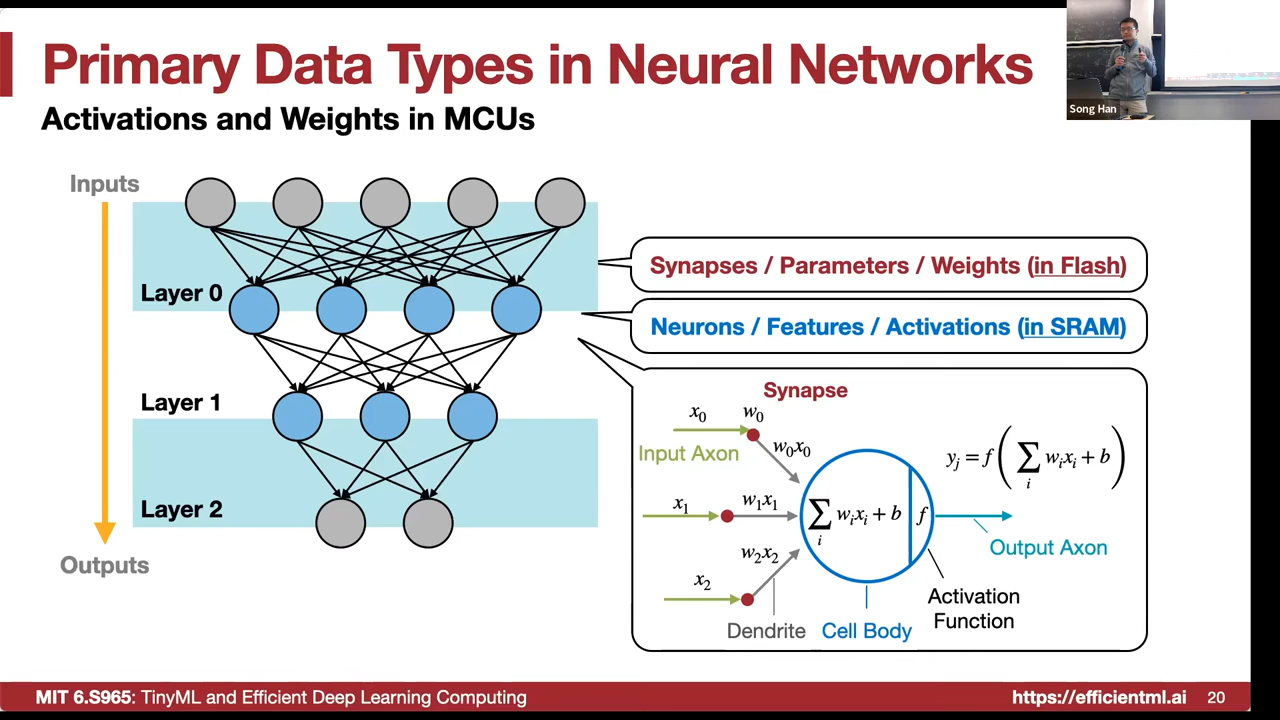 Primary Data Types in Neural Networks
Activations and Weights in MCUs
Song Han
Inputs
Layer 0
Layer 1
Layer 2
Outputs
Synapses / Parameters / Weights (in Flash)
Neurons / Features / Activations (in SRAM)
Synapse
x₀ w₀
w₀x₀
Input Axon
x₁ w₁x₁
w₂x₂
x₂
∑ᵢ wᵢxᵢ + b f
yⱼ = f(∑ᵢ wᵢxᵢ + b)
Output Axon
Activation
Function
Dendrite Cell Body
MIT 6.S965: TinyML and Efficient Deep Learning Computing
https://efficientml.ai 20